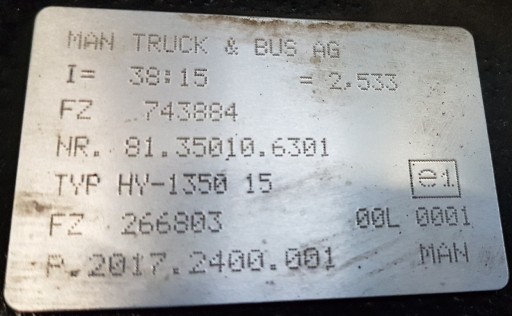 MAN TRUCK & BUS AG
I= 38:15 = 2,533
FZ 743884
NR. 81.35010.6301
TYP HY-1350 15
e1
FZ 266803 00L 0001
P.2017.2400.001 MAN